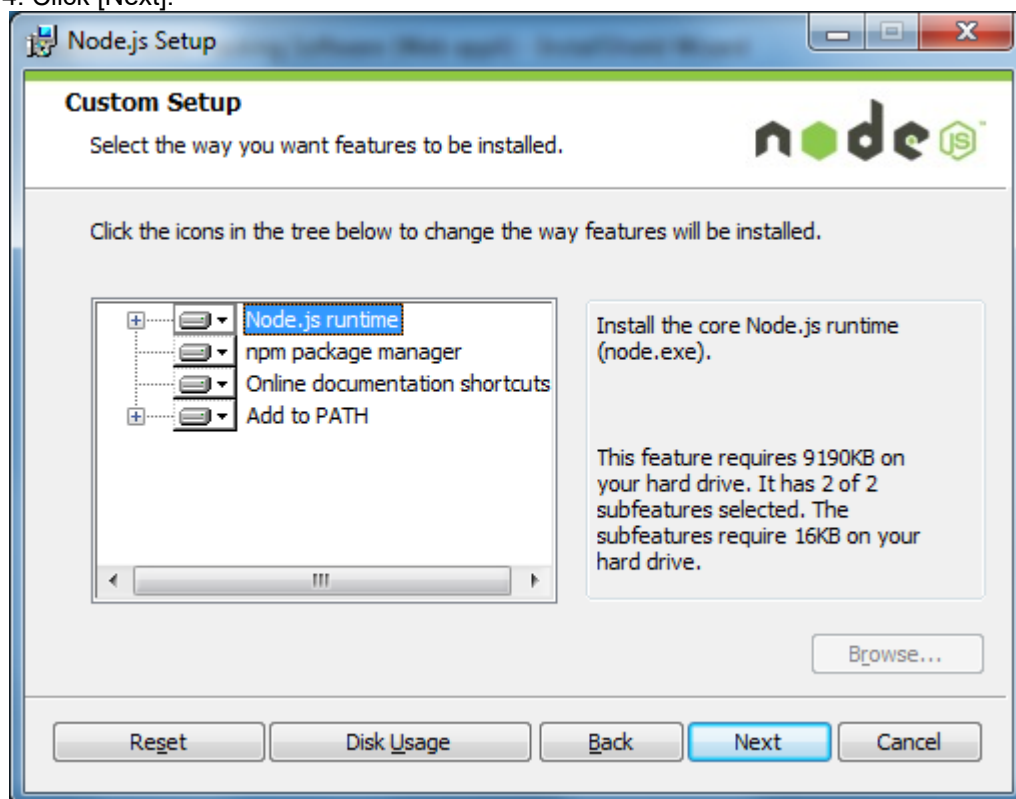 4. Click [Next].
Node.js Setup
Custom Setup
Select the way you want features to be installed.
node
JS
Click the icons in the tree below to change the way features will be installed.
Node.js runtime
npm package manager
Online documentation shortcuts
Add to PATH
Install the core Node.js runtime
(node.exe).
This feature requires 9190KB on
your hard drive. It has 2 of 2
subfeatures selected. The
subfeatures require 16KB on your
hard drive.
Browse...
Reset
Disk Usage
Back
Next
Cancel